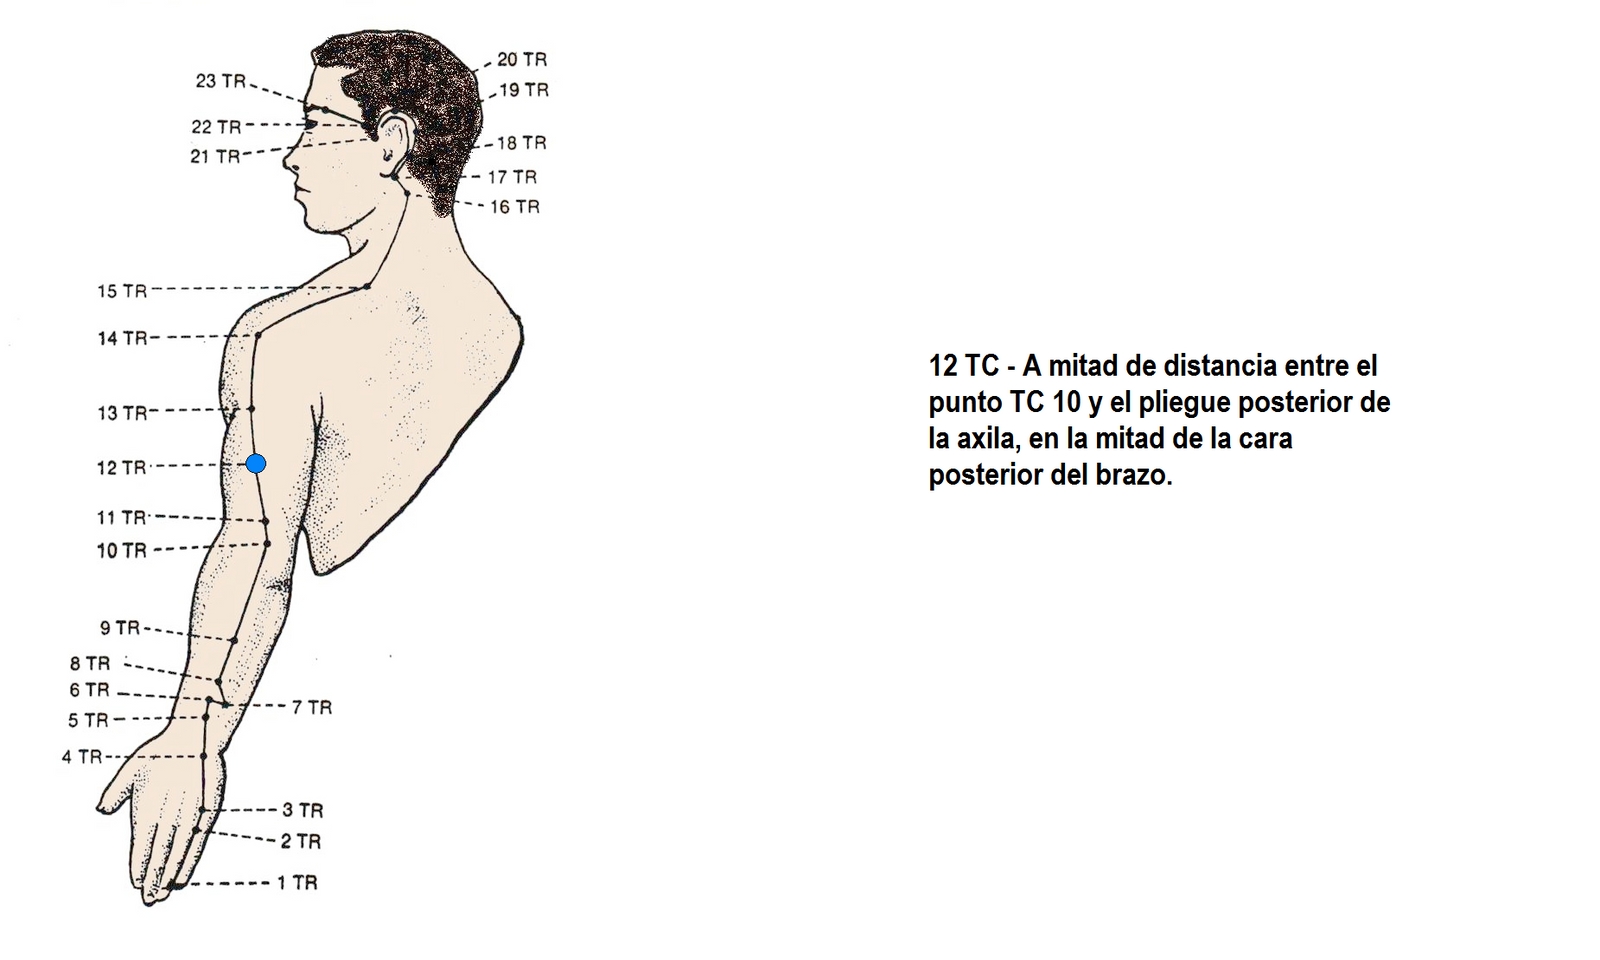 20 TR
23 TR
19 TR
22 TR
18 TR
21 TR
17 TR
16 TR
15 TR
14 TR
12 TC - A mitad de distancia entre el
punto TC 10 y el pliegue posterior de
la axila, en la mitad de la cara
posterior del brazo.
13 TR
12 TR
11 TR
10 TR
9 TR
8 TR
6 TR
7 TR
5 TR
4 TR
3 TR
2 TR
1 TR